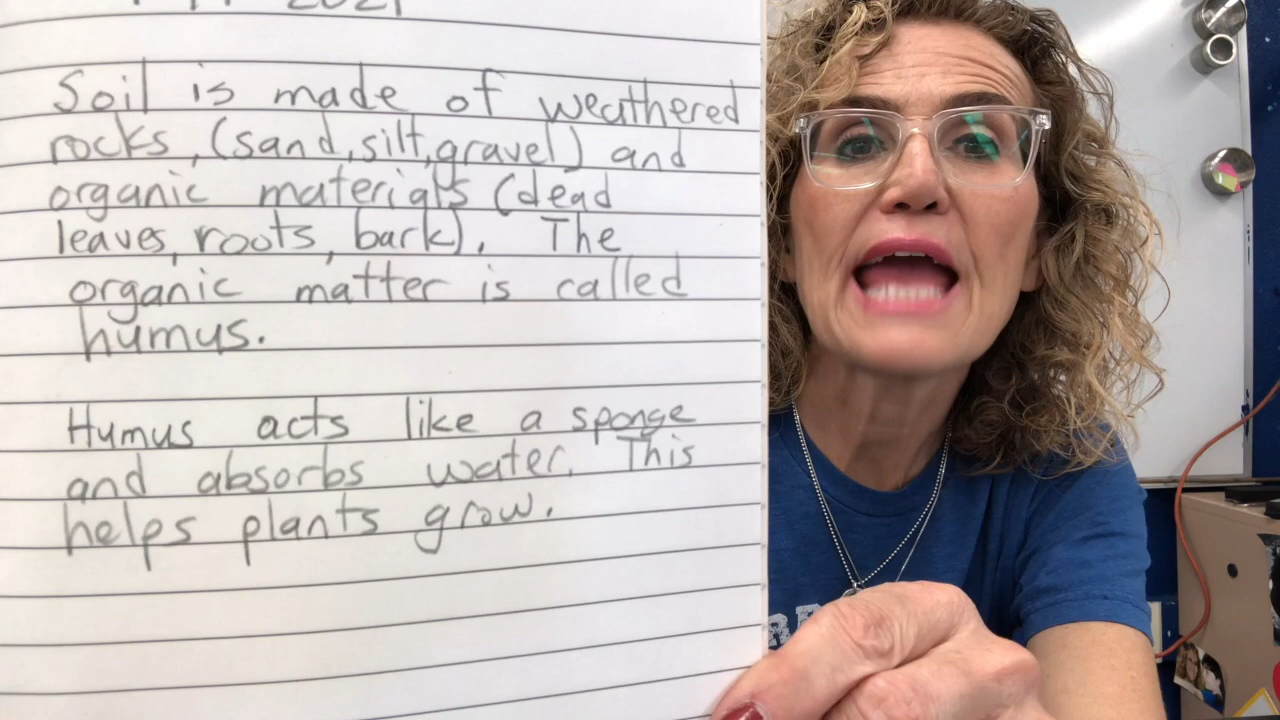 2021
Soil is made of weathered
rocks, (sand, silt, gravel) and
organic materials (dead
leaves, roots, bark). The
organic matter is called
humus.
Humus acts like a sponge
and absorbs water. This
helps plants grow.